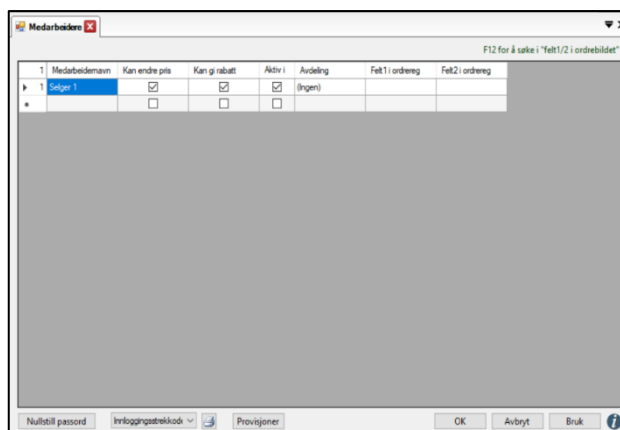 Medarbeidere
F12 for å søke i "felt1/2 i ordrebildet"
1 Medarbeidernavn Kan endre pris Kan gi rabatt Aktiv i Avdeling Felt1 i ordrereg Felt2 i ordrereg
1 Selger 1 (Ingen)
Nullstill passord Innloggingsstrekkod Provisjoner OK Avbryt Bruk